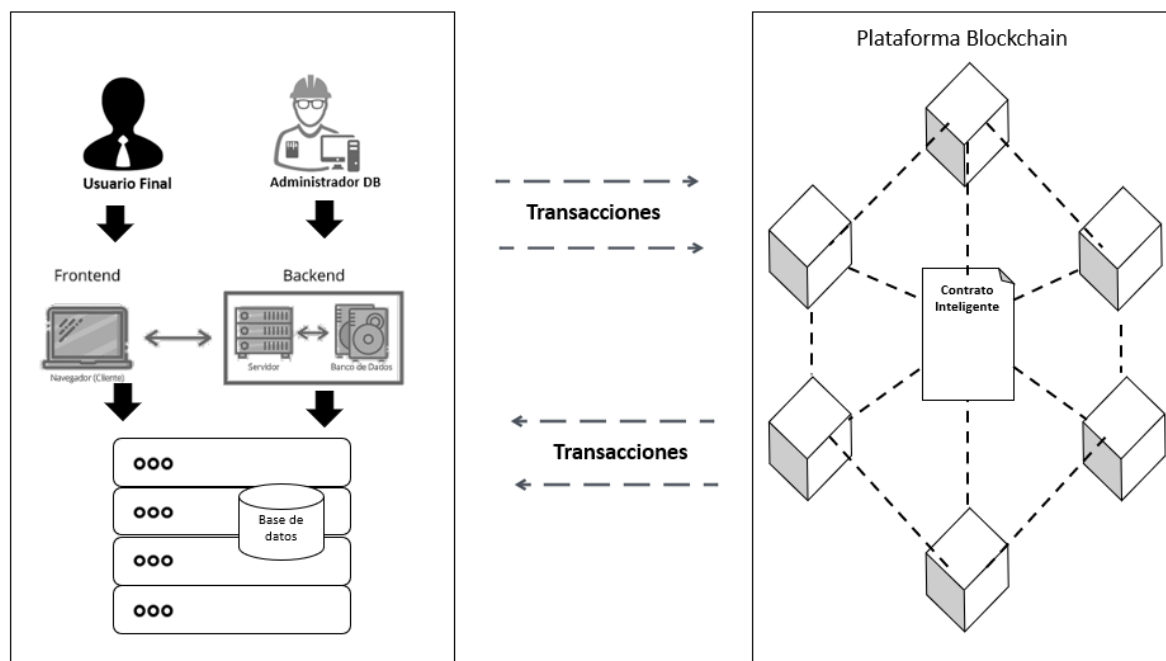 Plataforma Blockchain
Usuario Final
Administrador DB
Transacciones
Frontend
Backend
Contrato
Inteligente
Navegador (Cliente)
Servidor
Banco de Dados
Transacciones
Base de
datos